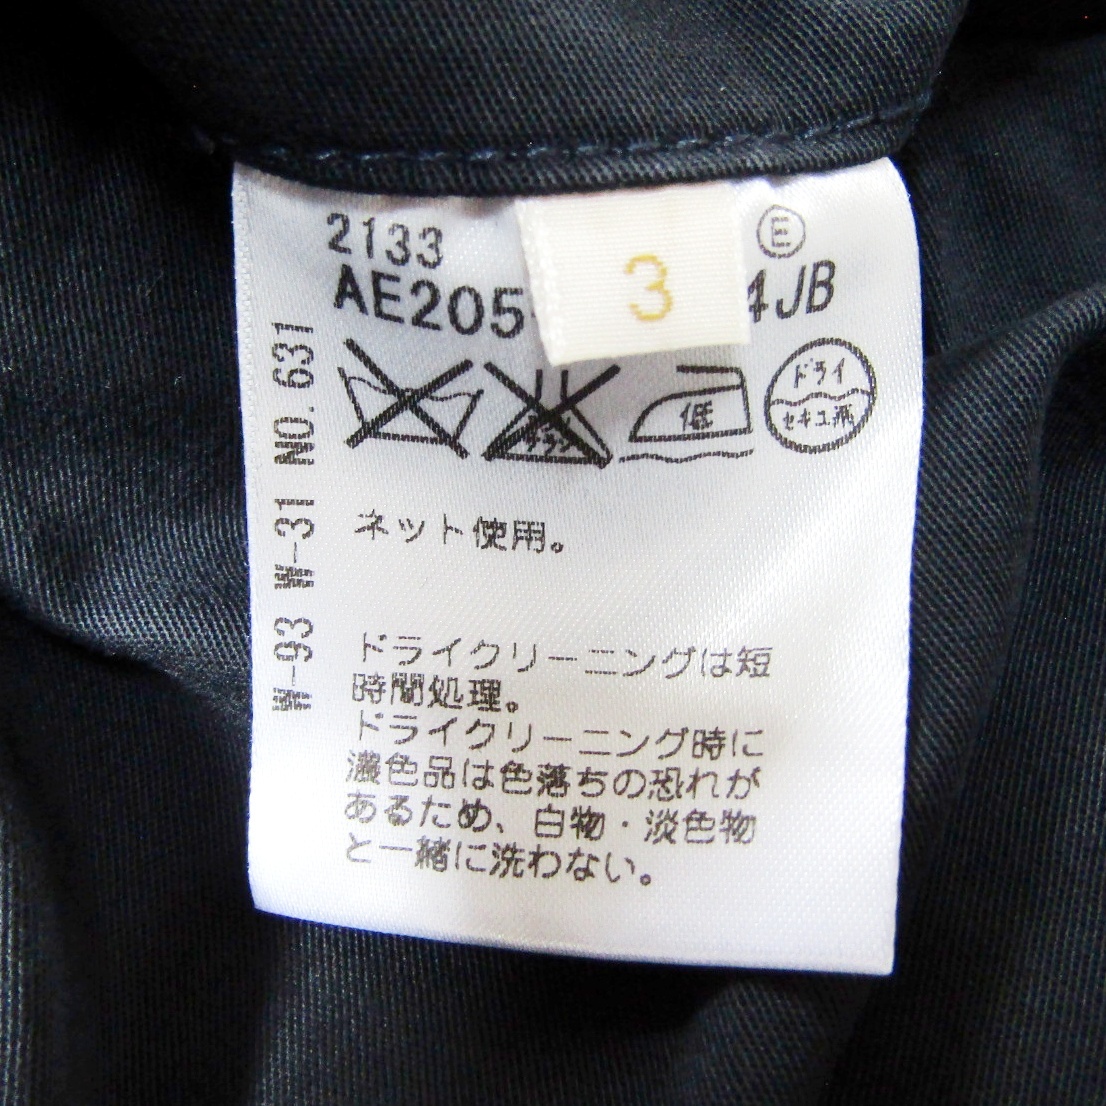 2133
Ⓔ
AE205
4JB
3
エンソ
低
ドライ
セキユ系
W-93 W-31 NO. 631
ネット使用。
ドライクリーニングは短
時間処理。
ドライクリーニング時に
濃色品は色落ちの恐れが
あるため、白物・淡色物
と一緒に洗わない。